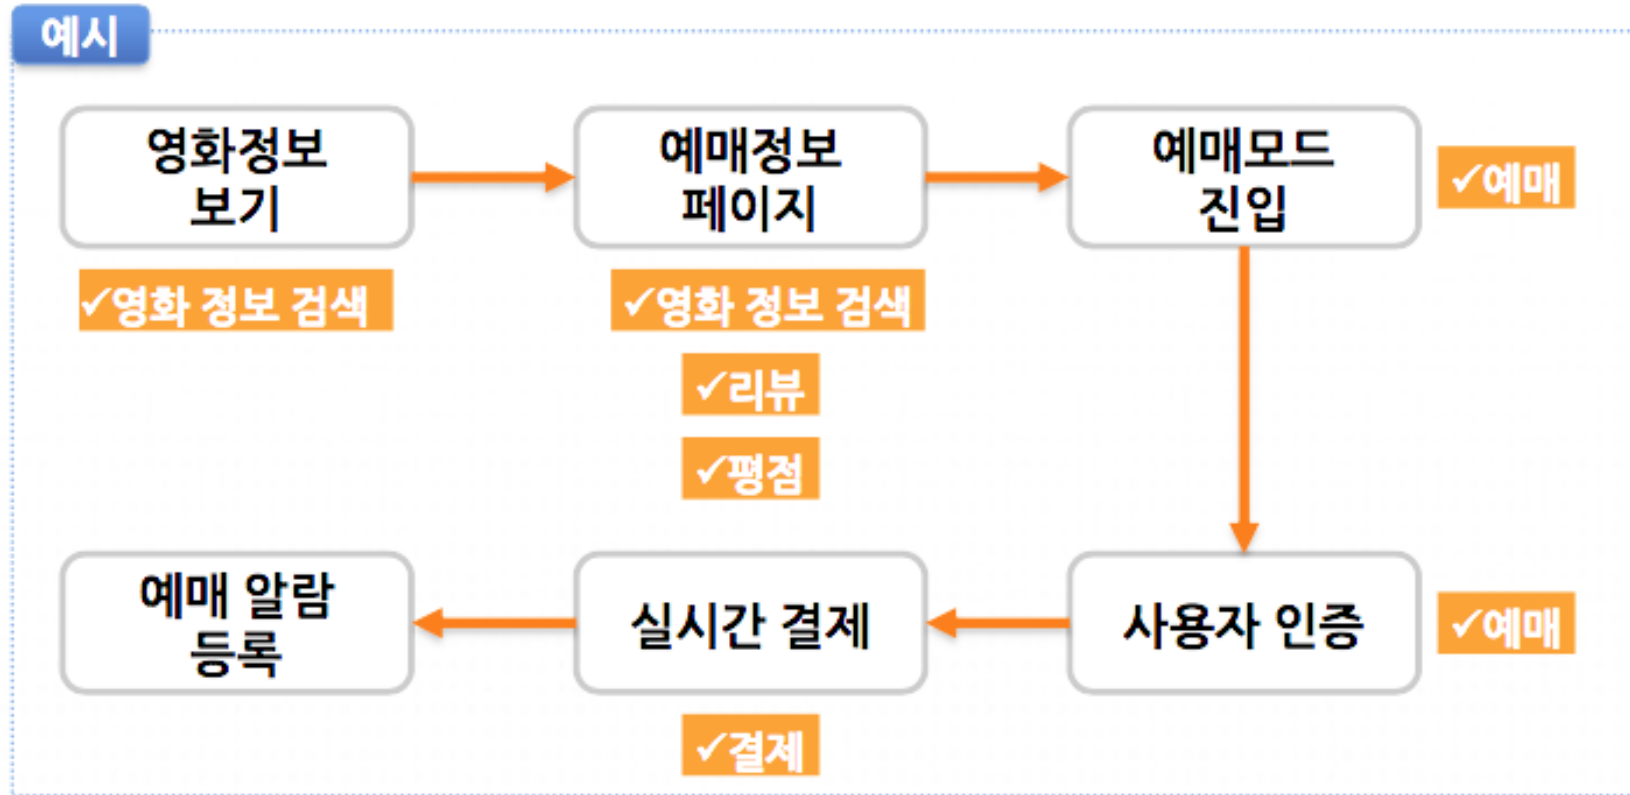 예시
영화정보
보기
✓영화 정보 검색
예매정보
페이지
✓영화 정보 검색
✓리뷰
✓평점
예매모드
진입
✓예매
사용자 인증
✓예매
실시간 결제
✓결제
예매 알람
등록